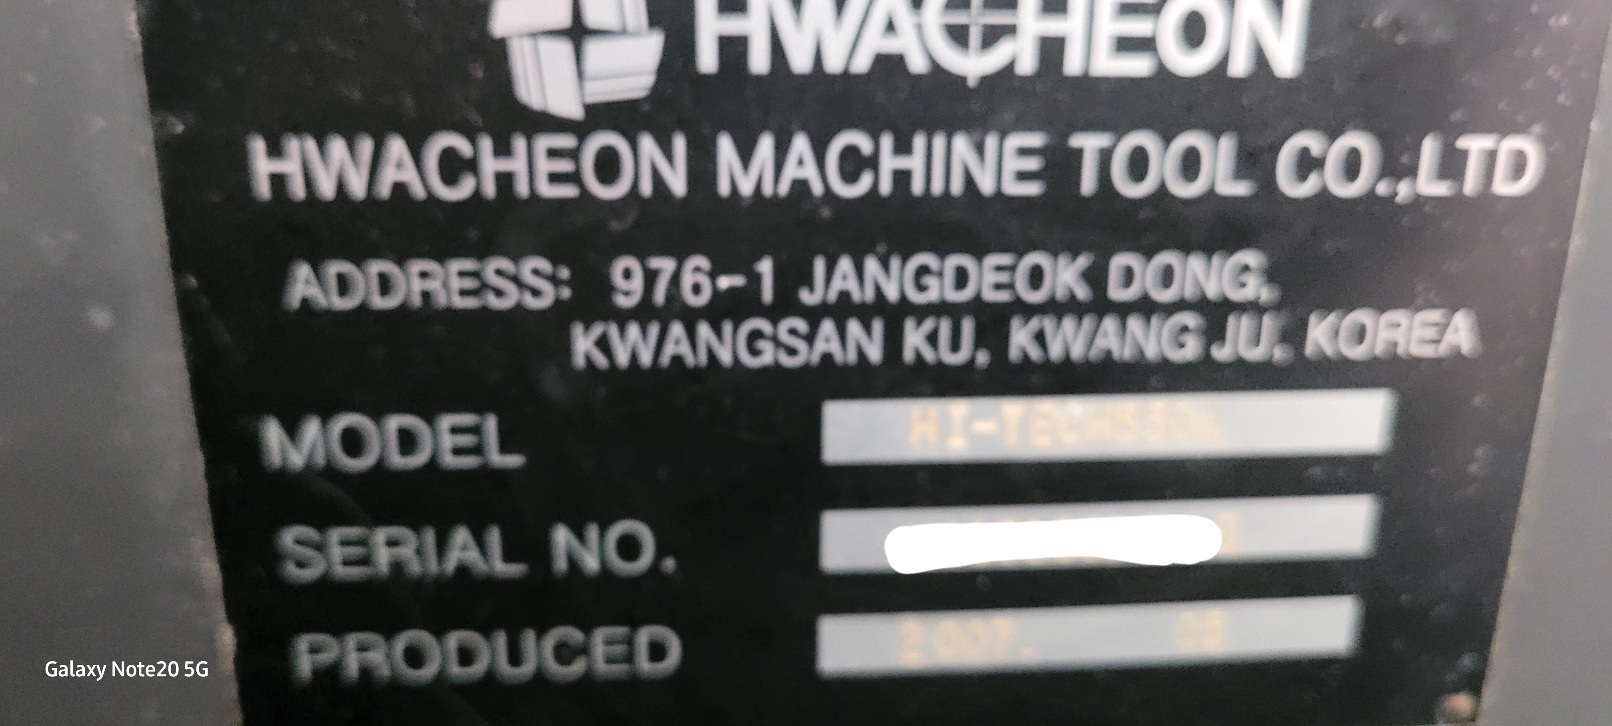 HWACHEON
HWACHEON MACHINE TOOL CO.,LTD
ADDRESS: 976-1 JANGDEOK DONG,
KWANGSAN KU, KWANG JU, KOREA
MODEL
SERIAL NO.
PRODUCED 2007.
Galaxy Note20 5G